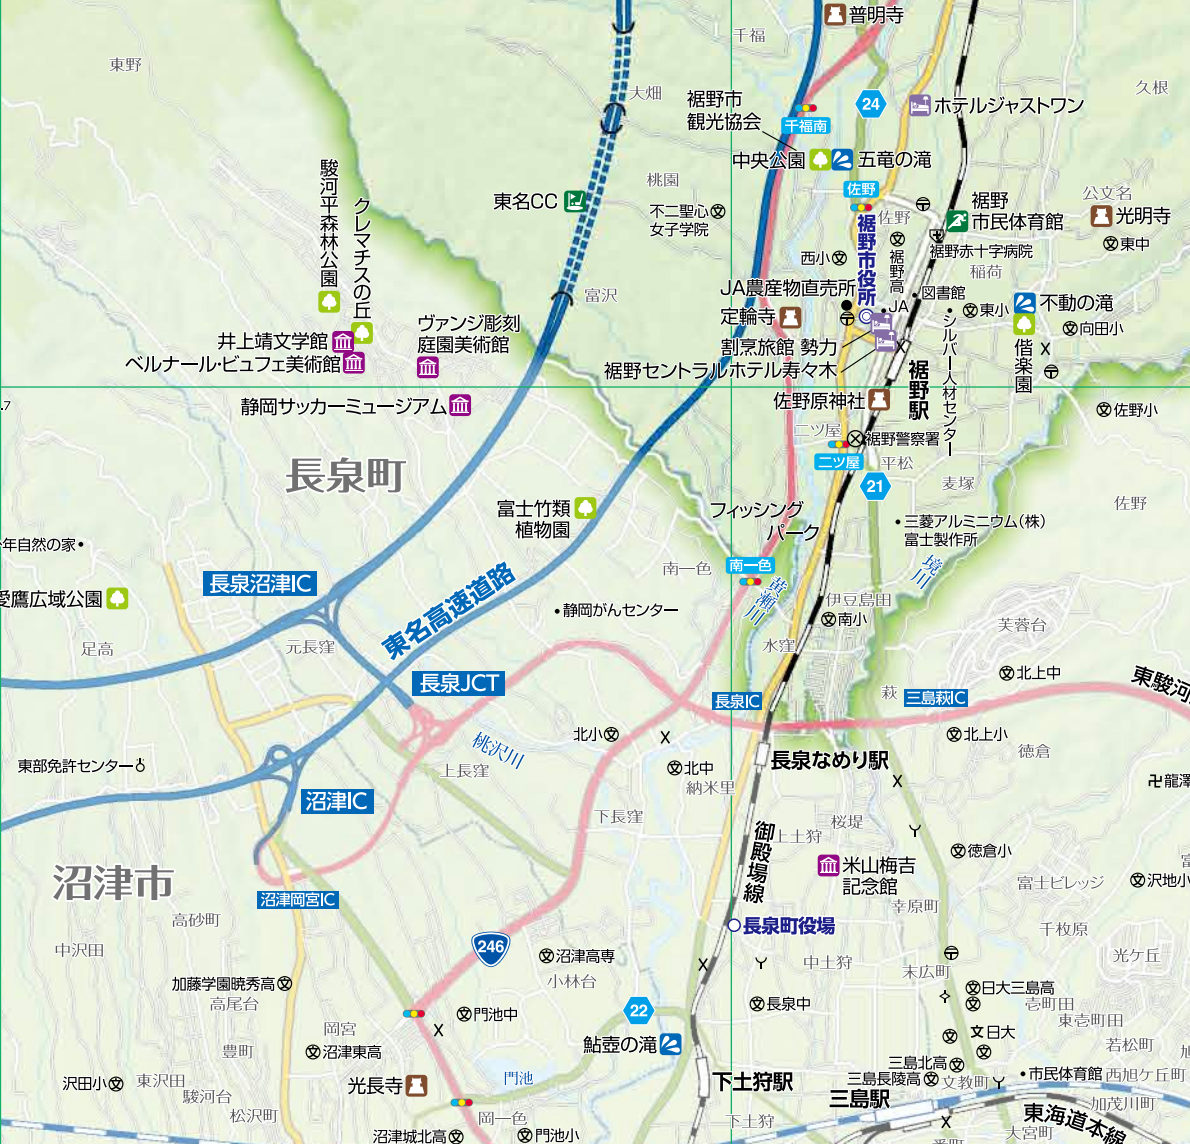 普明寺
千福
東野
大畑
久根
裾野市
観光協会
24
ホテルジャストワン
千福南
中央公園
五竜の滝
駿河平森林公園
クレマチスの丘
東名CC
桃園
佐野
公文名
不二聖心
女子学院
佐野
裾野
市民体育館
光明寺
裾野市役所
裾野高
裾野赤十字病院
東中
西小
稲荷
JA農産物直売所
図書館
富沢
JA
東小
不動の滝
定輪寺
シルバー人材センター
向田小
ヴァンジ彫刻
庭園美術館
井上靖文学館
割烹旅館 勢力
偕楽園
ベルナール・ビュフェ美術館
裾野セントラルホテル寿々木
裾野駅
.7
静岡サッカーミュージアム
佐野原神社
佐野小
二ツ屋
裾野警察署
二ツ屋
平松
長泉町
21
麦塚
佐野
富士竹類
植物園
フィッシング
パーク
三菱アルミニウム(株)
富士製作所
年自然の家
南一色
南一色
境川
長泉沼津IC
黄瀬川
愛鷹広域公園
東名高速道路
静岡がんセンター
伊豆島田
南小
芙蓉台
足高
元長窪
水窪
北上中
長泉JCT
東駿河
長泉IC
萩
三島萩IC
北小
桃沢川
北上小
徳倉
東部免許センター
上長窪
北中
長泉なめり駅
納米里
龍澤
沼津IC
下長窪
御殿場線
上土狩
桜堤
徳倉小
沼津市
米山梅吉
記念館
富士ビレッジ
沢地小
沼津岡宮IC
高砂町
幸原町
長泉町役場
千枚原
中沢田
246
沼津高専
中土狩
末広町
光ケ丘
加藤学園暁秀高
小林台
日大三島高
高尾台
22
長泉中
壱町田
門池中
東壱町田
岡宮
日大
鮎壺の滝
豊町
沼津東高
若松町
三島北高
門池
下土狩駅
三島長陵高
文教町
市民体育館
西旭ケ丘町
沢田小
東沢田
光長寺
駿河台
三島駅
加茂川町
松沢町
岡一色
下土狩
東海道本線
沼津城北高
門池小
大宮町